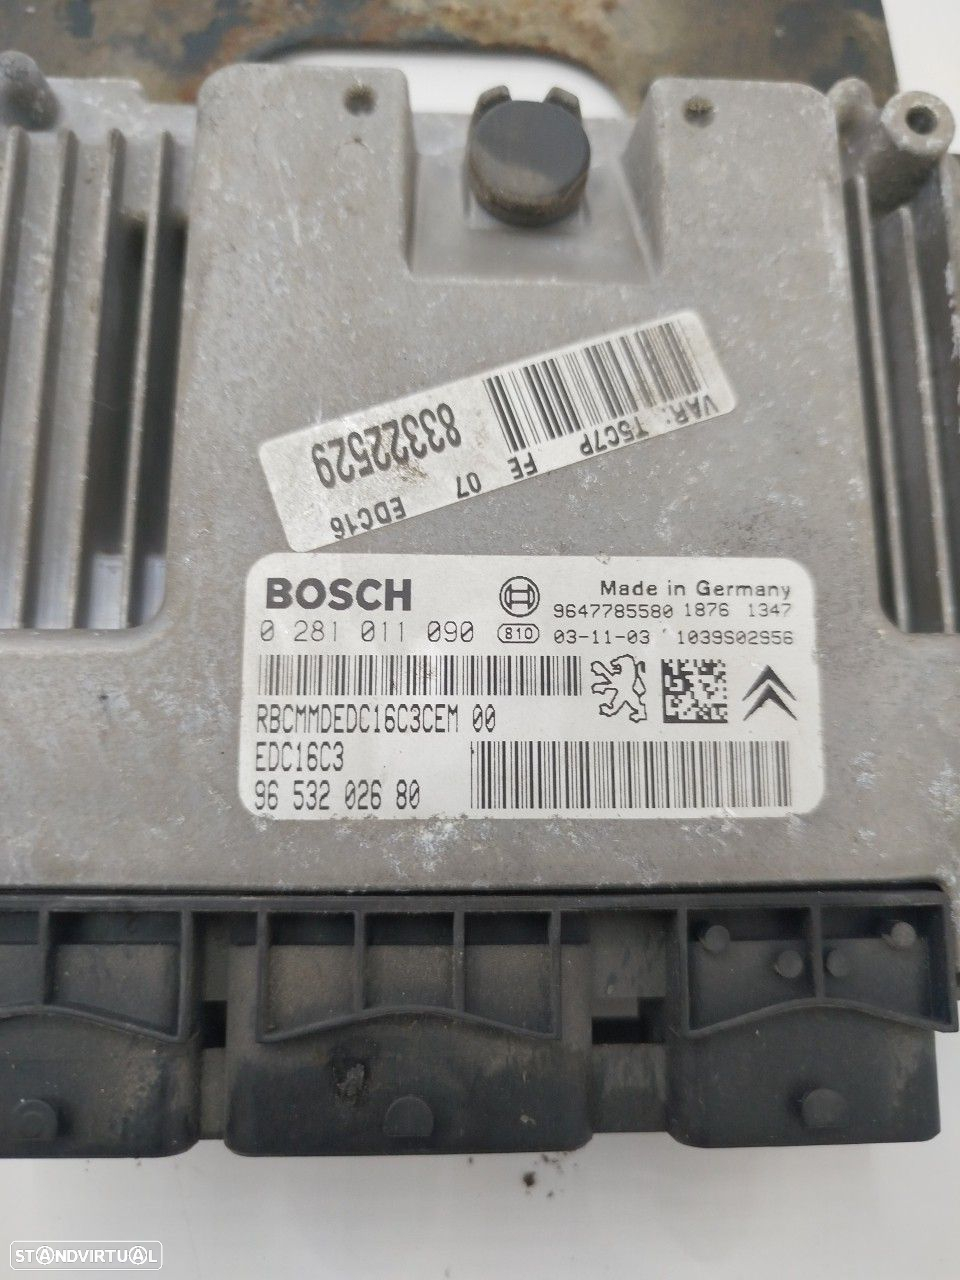 VAR: TSC7P
FE 07 EDC16
83322529
BOSCH
Made in Germany
9647785580 1876 1347
0 281 011 090
810
03-11-03 1039S02956
RBCMMDEDC16C3CEM 00
EDC16C3
96 532 026 80
STANDVIRTUAL